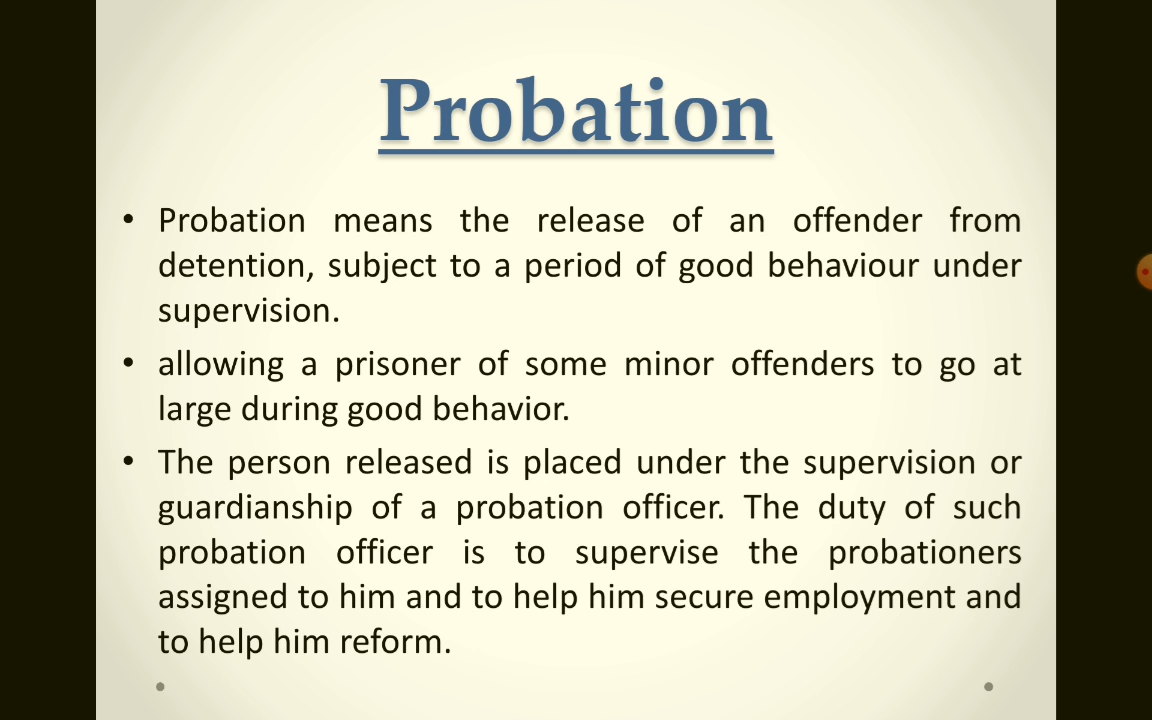 Probation
• Probation means the release of an offender from
detention, subject to a period of good behaviour under
supervision.
• allowing a prisoner of some minor offenders to go at
large during good behavior.
• The person released is placed under the supervision or
guardianship of a probation officer. The duty of such
probation officer is to supervise the probationers
assigned to him and to help him secure employment and
to help him reform.